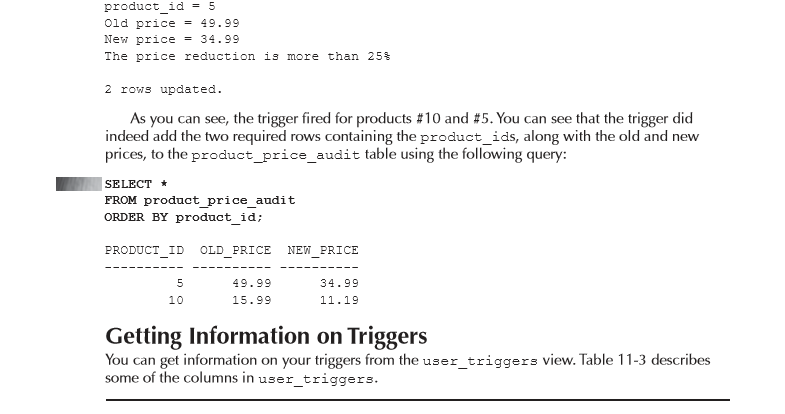 product_id = 5
Old price = 49.99
New price = 34.99
The price reduction is more than 25%
2 rows updated.
As you can see, the trigger fired for products #10 and #5. You can see that the trigger did
indeed add the two required rows containing the product_ids, along with the old and new
prices, to the product_price_audit table using the following query:
SELECT *
FROM product_price_audit
ORDER BY product_id;
PRODUCT_ID OLD_PRICE NEW_PRICE
---------- ---------- ----------
5 49.99 34.99
10 15.99 11.19
Getting Information on Triggers
You can get information on your triggers from the user_triggers view. Table 11-3 describes
some of the columns in user_triggers.